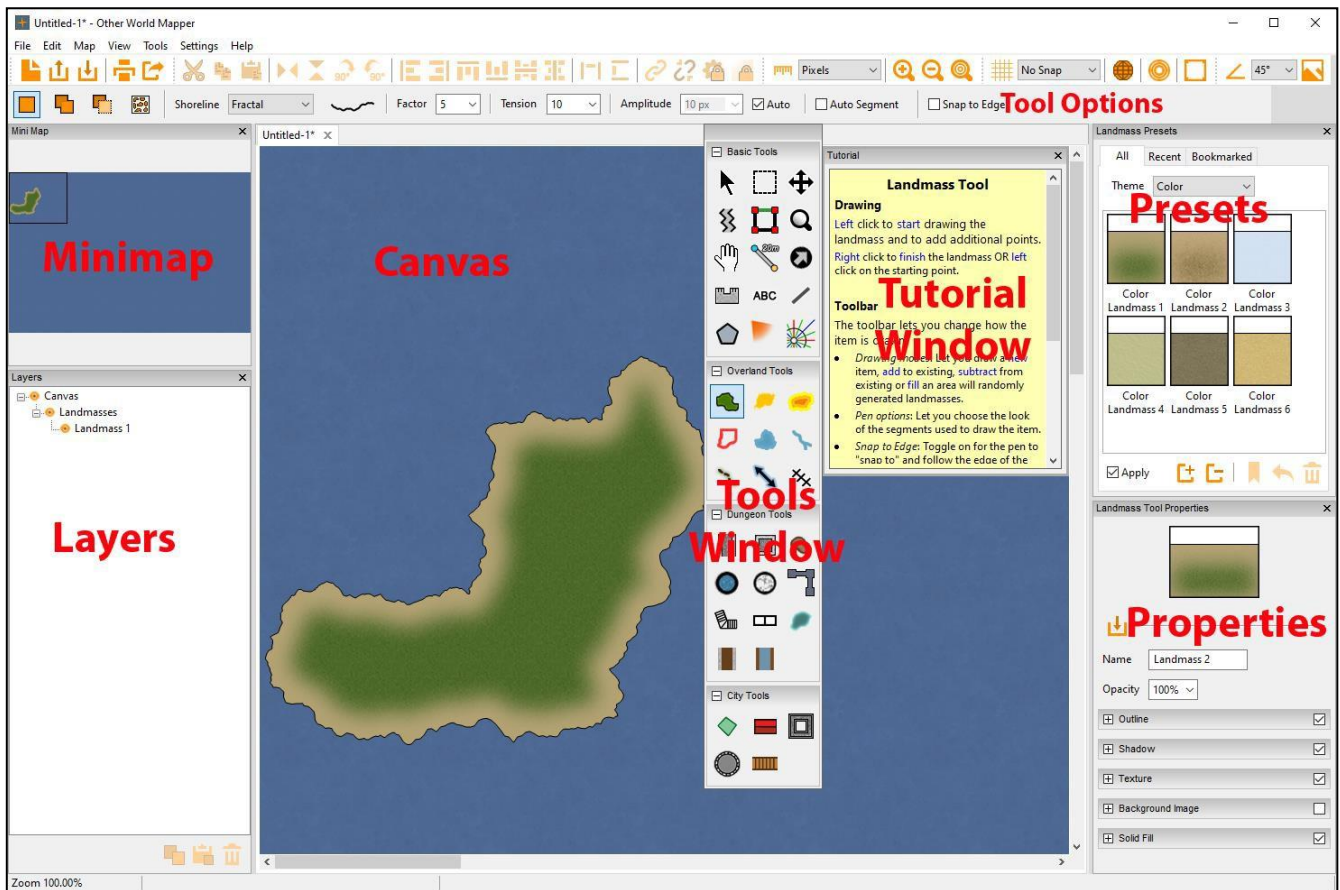 Untitled-1* - Other World Mapper
File Edit Map View Tools Settings Help
90° 90° Pixels No Snap 45°
Shoreline Fractal Factor 5 Tension 10 Amplitude 10 px Auto Auto Segment Snap to Edge
Tool Options
Mini Map
Minimap
Layers
Canvas
Landmasses
Landmass 1
Layers
Untitled-1*
Canvas
Basic Tools
20m
ABC
Overland Tools
Dungeon Tools
Tools
Window
City Tools
Tutorial
Landmass Tool
Drawing
Left click to start drawing the
landmass and to add additional points.
Right click to finish the landmass OR left
click on the starting point.
Toolbar
The toolbar lets you change how the
item is
Tutorial
Window
Drawing modes: Let you draw a new
item, add to existing, subtract from
existing or fill an area will randomly
generated landmasses.
Pen options: Let you choose the look
of the segments used to draw the item.
Snap to Edge: Toggle on for the pen to
"snap to" and follow the edge of the
Landmass Presets
All Recent Bookmarked
Theme Color
Presets
Color Color Color
Landmass 1 Landmass 2 Landmass 3
Color Color Color
Landmass 4 Landmass 5 Landmass 6
Apply
Landmass Tool Properties
Properties
Name Landmass 2
Opacity 100%
Outline
Shadow
Texture
Background Image
Solid Fill
Zoom 100.00%